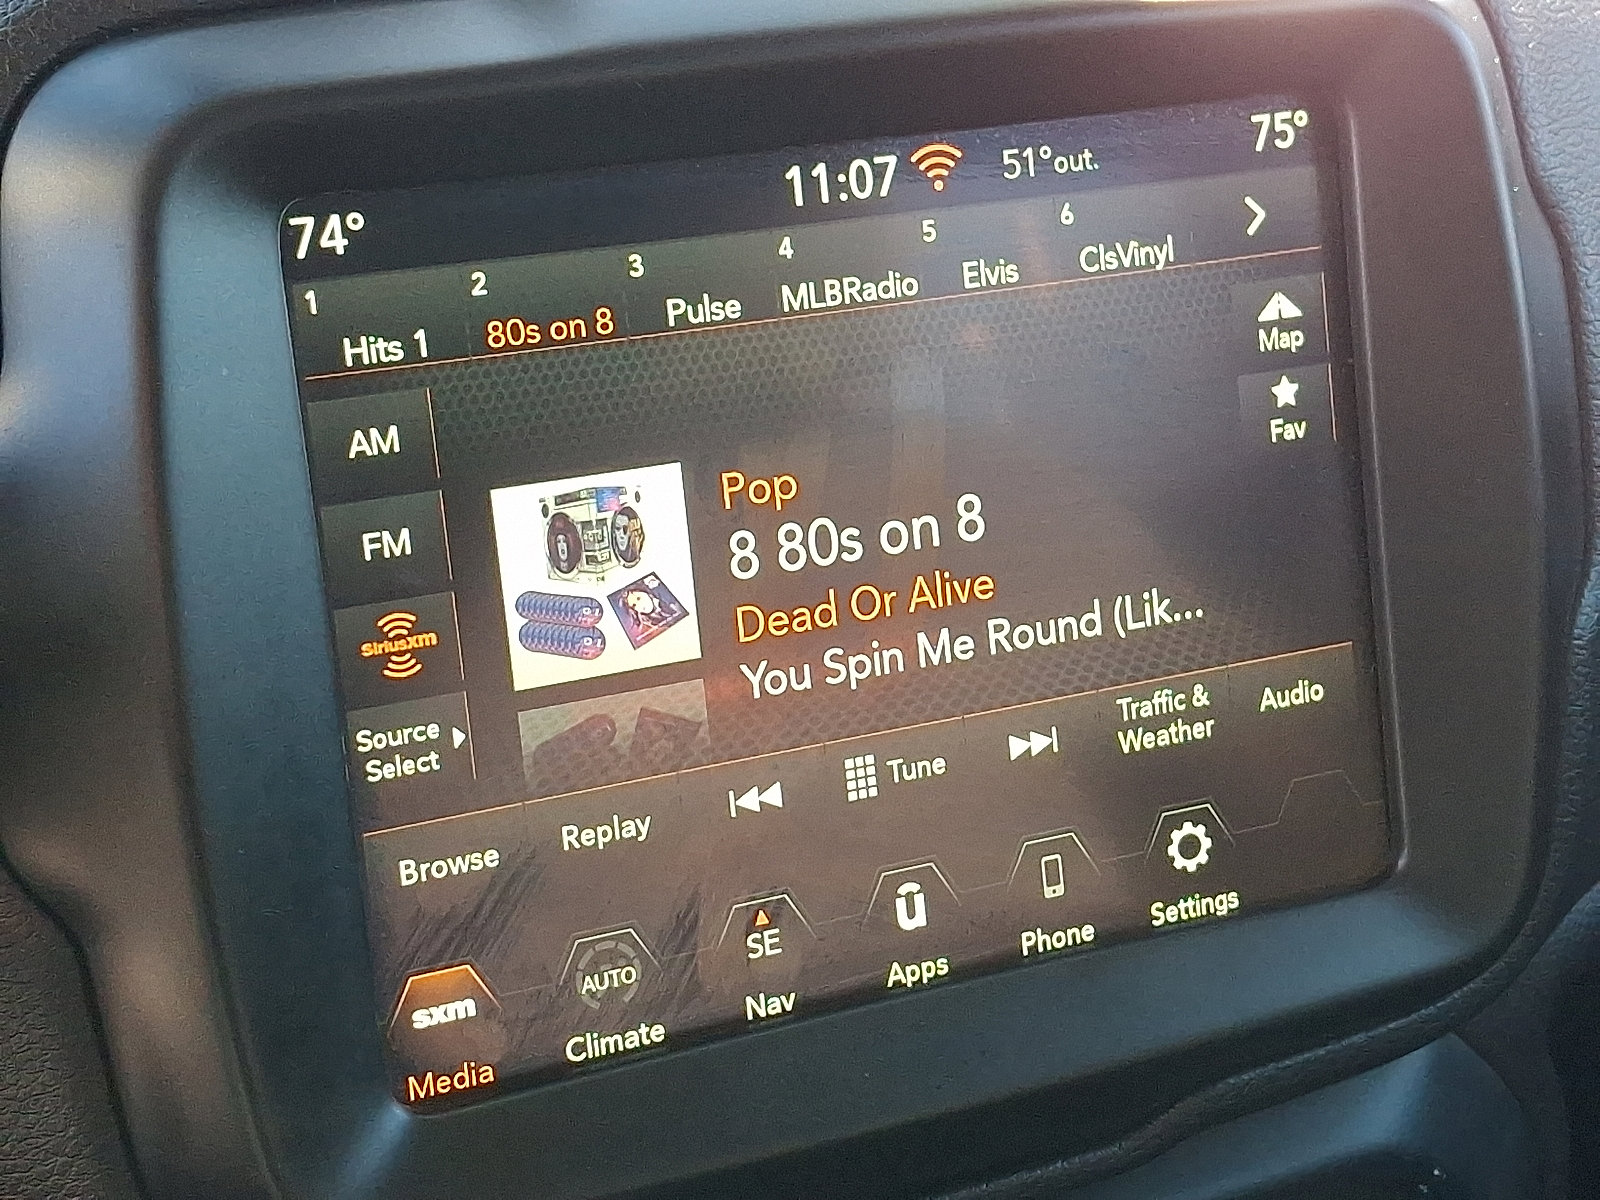 74°
11:07
51°out.
75°
1 Hits 1
2 80s on 8
3 Pulse
4 MLBRadio
5 Elvis
6 ClsVinyl
Map
Fav
AM
FM
SiriusXM
Source
Select
Pop
8 80s on 8
Dead Or Alive
You Spin Me Round (Lik...
Browse
Replay
Tune
Traffic &
Weather
Audio
sxm
Media
AUTO
Climate
SE
Nav
ū
Apps
Phone
Settings